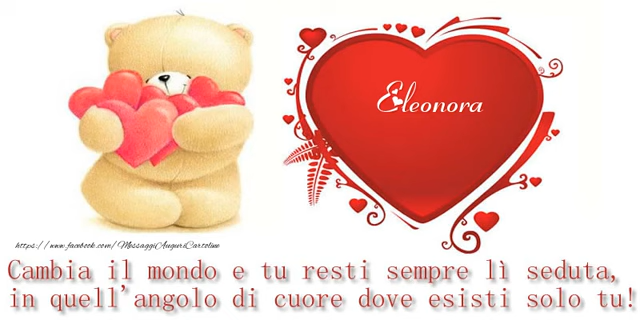 Eleonora
https://www.facebook.com/MessaggiAuguriCartoline
Cambia il mondo e tu resti sempre lì seduta,
in quell'angolo di cuore dove esisti solo tu!